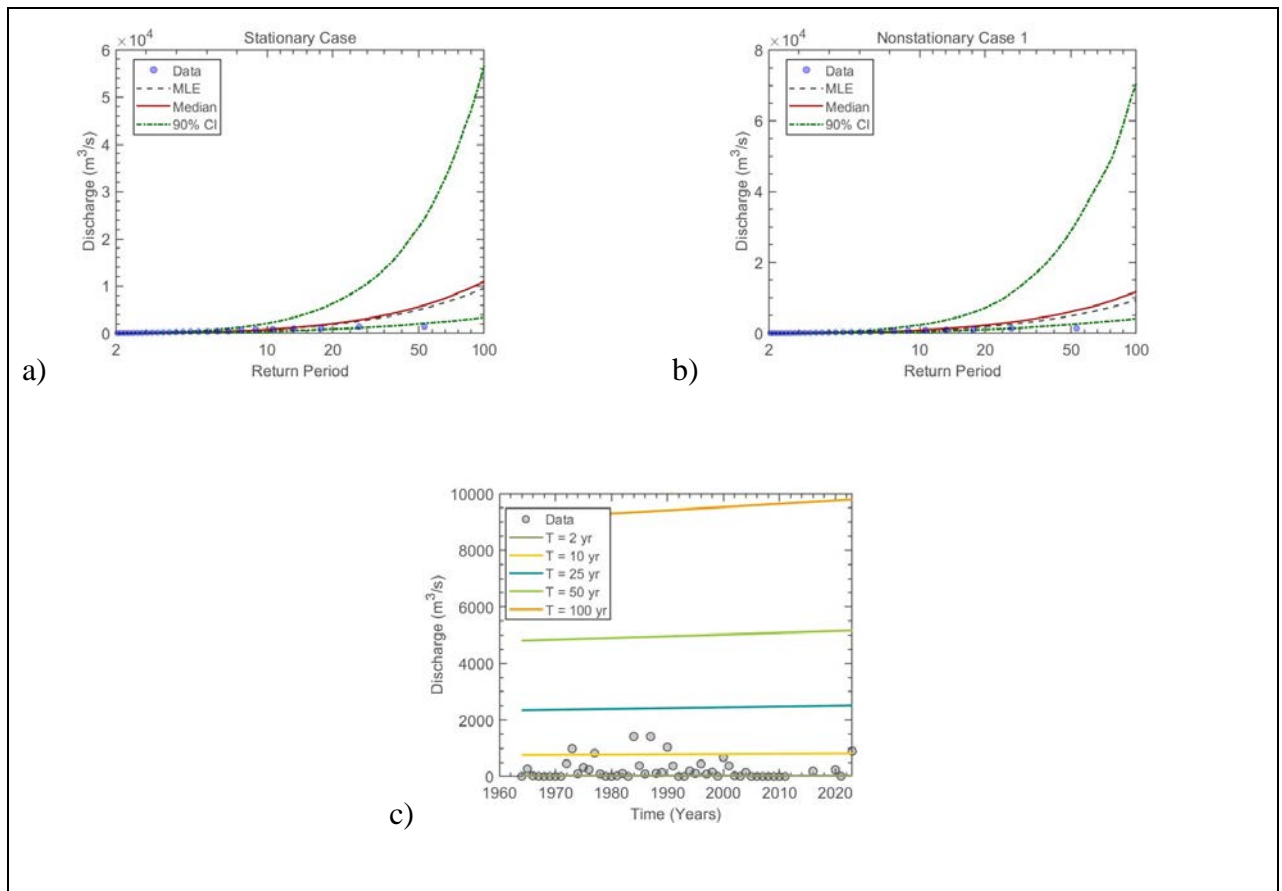 Stationary Case
×10⁴
6
5
4
3
2
1
0
Discharge (m³/s)
Data
MLE
Median
90% CI
2 10 20 50 100
Return Period
a)
Nonstationary Case 1
×10⁴
8
6
4
2
0
Discharge (m³/s)
Data
MLE
Median
90% CI
2 10 20 50 100
Return Period
b)
10000
8000
6000
4000
2000
0
Discharge (m³/s)
Data
T = 2 yr
T = 10 yr
T = 25 yr
T = 50 yr
T = 100 yr
1960 1970 1980 1990 2000 2010 2020
Time (Years)
c)